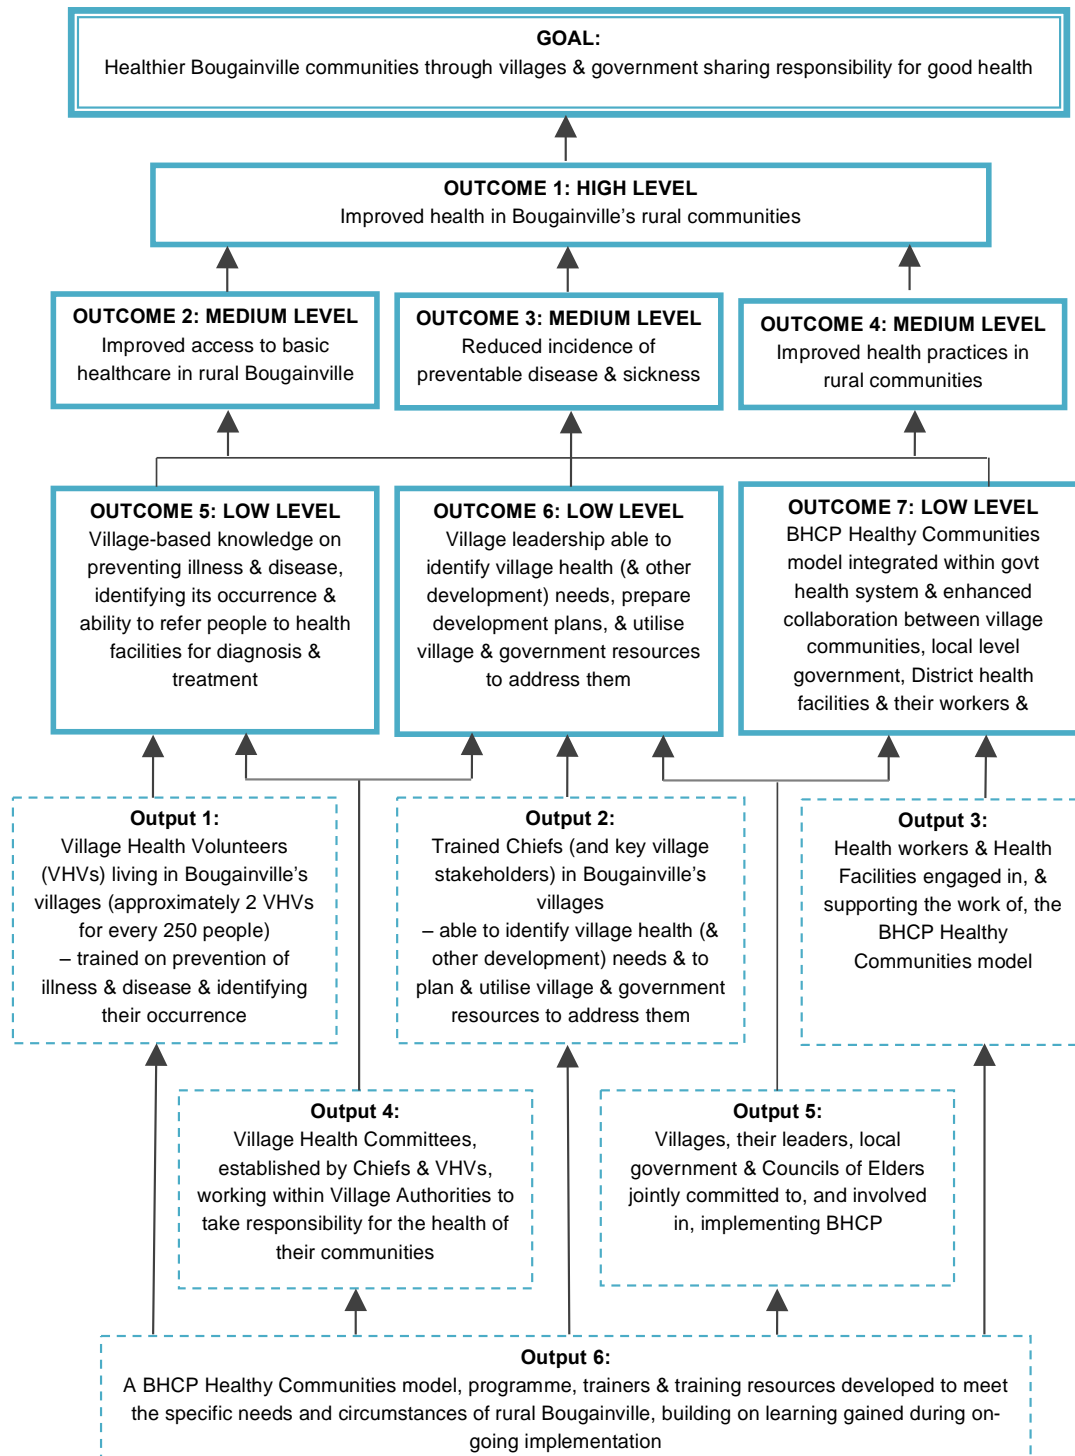 GOAL:
Healthier Bougainville communities through villages & government sharing responsibility for good health
OUTCOME 1: HIGH LEVEL
Improved health in Bougainville’s rural communities
OUTCOME 2: MEDIUM LEVEL
Improved access to basic
healthcare in rural Bougainville
OUTCOME 3: MEDIUM LEVEL
Reduced incidence of
preventable disease & sickness
OUTCOME 4: MEDIUM LEVEL
Improved health practices in
rural communities
OUTCOME 5: LOW LEVEL
Village-based knowledge on
preventing illness & disease,
identifying its occurrence &
ability to refer people to health
facilities for diagnosis &
treatment
OUTCOME 6: LOW LEVEL
Village leadership able to
identify village health (& other
development) needs, prepare
development plans, & utilise
village & government resources
to address them
OUTCOME 7: LOW LEVEL
BHCP Healthy Communities
model integrated within govt
health system & enhanced
collaboration between village
communities, local level
government, District health
facilities & their workers &
Output 1:
Village Health Volunteers
(VHVs) living in Bougainville’s
villages (approximately 2 VHVs
for every 250 people)
– trained on prevention of
illness & disease & identifying
their occurrence
Output 2:
Trained Chiefs (and key village
stakeholders) in Bougainville’s
villages
– able to identify village health (&
other development) needs & to
plan & utilise village & government
resources to address them
Output 3:
Health workers & Health
Facilities engaged in, &
supporting the work of, the
BHCP Healthy
Communities model
Output 4:
Village Health Committees,
established by Chiefs & VHVs,
working within Village Authorities to
take responsibility for the health of
their communities
Output 5:
Villages, their leaders, local
government & Councils of Elders
jointly committed to, and involved
in, implementing BHCP
Output 6:
A BHCP Healthy Communities model, programme, trainers & training resources developed to meet
the specific needs and circumstances of rural Bougainville, building on learning gained during on-
going implementation